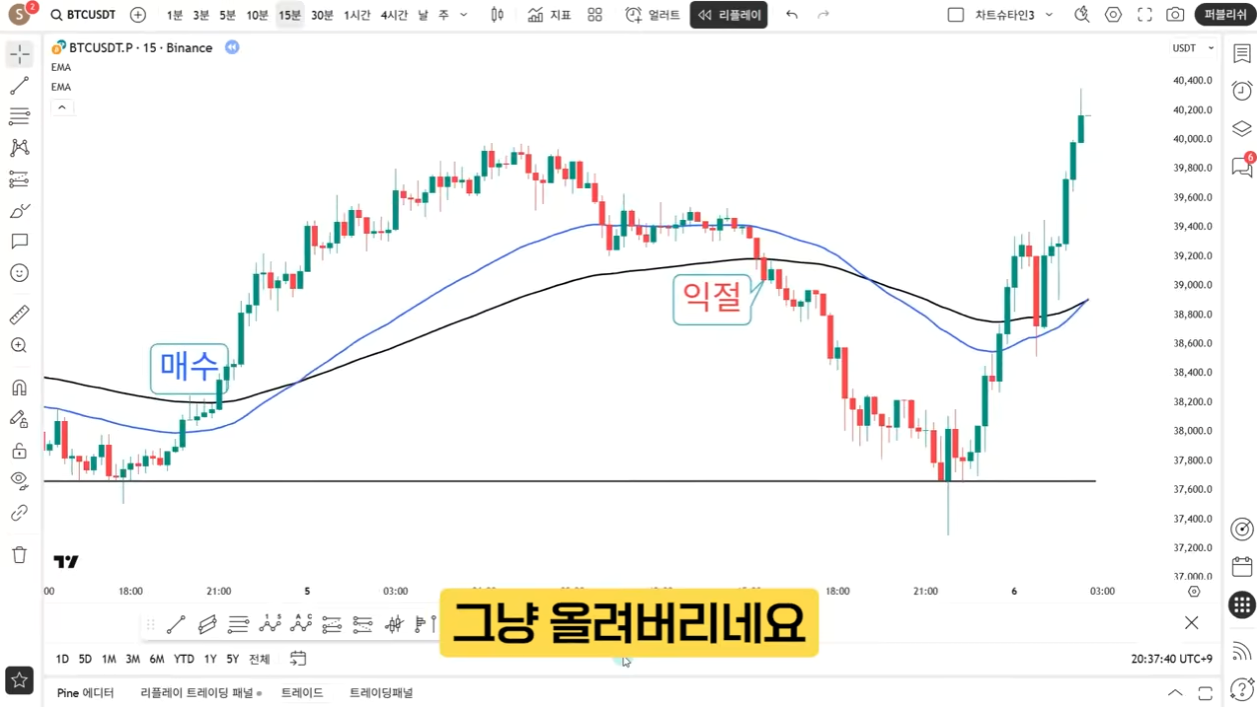 S 2 BTCUSDT 1분 3분 5분 10분 15분 30분 1시간 4시간 날 주 지표 얼러트 리플레이 차트슈타인3 퍼블리쉬
BTCUSDT.P · 15 · Binance
USDT
EMA
EMA
40,400.0
40,200.0
40,000.0
39,800.0
39,600.0
39,400.0
39,200.0
39,000.0
38,800.0
38,600.0
38,400.0
38,200.0
38,000.0
37,800.0
37,600.0
37,400.0
37,200.0
37,000.0
6
익절
매수
00 18:00 21:00 5 03:00 18:00 21:00 6 03:00
그냥 올려버리네요
1D 5D 1M 3M 6M YTD 1Y 5Y 전체
20:37:40 UTC+9
Pine 에디터 리플레이 트레이딩 패널 트레이드 트레이딩패널